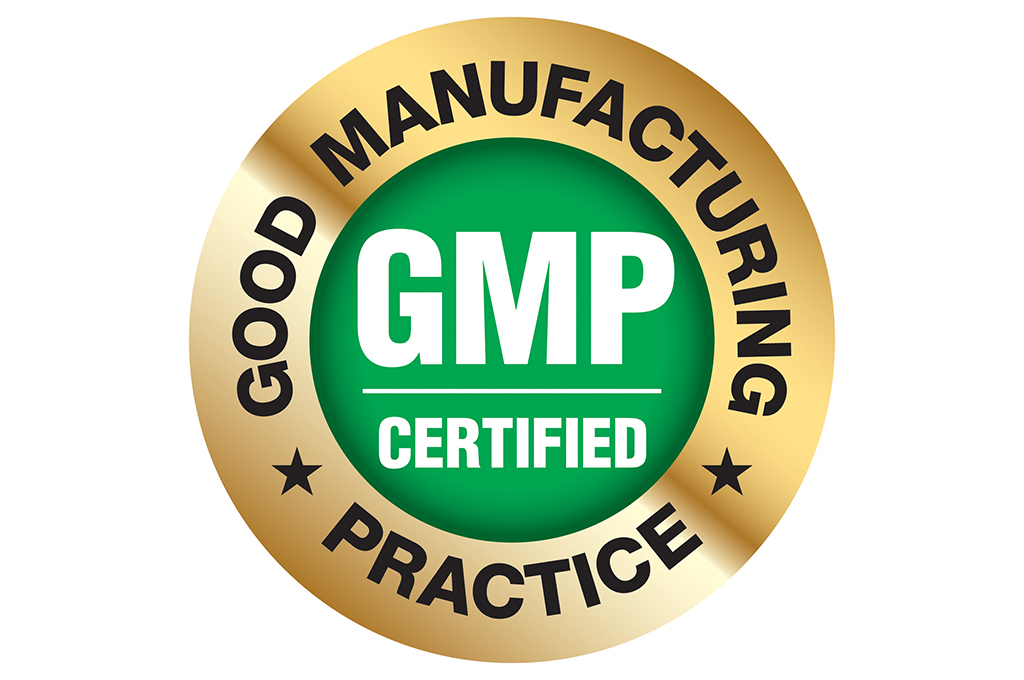 GOOD MANUFACTURING
PRACTICE
GMP
CERTIFIED